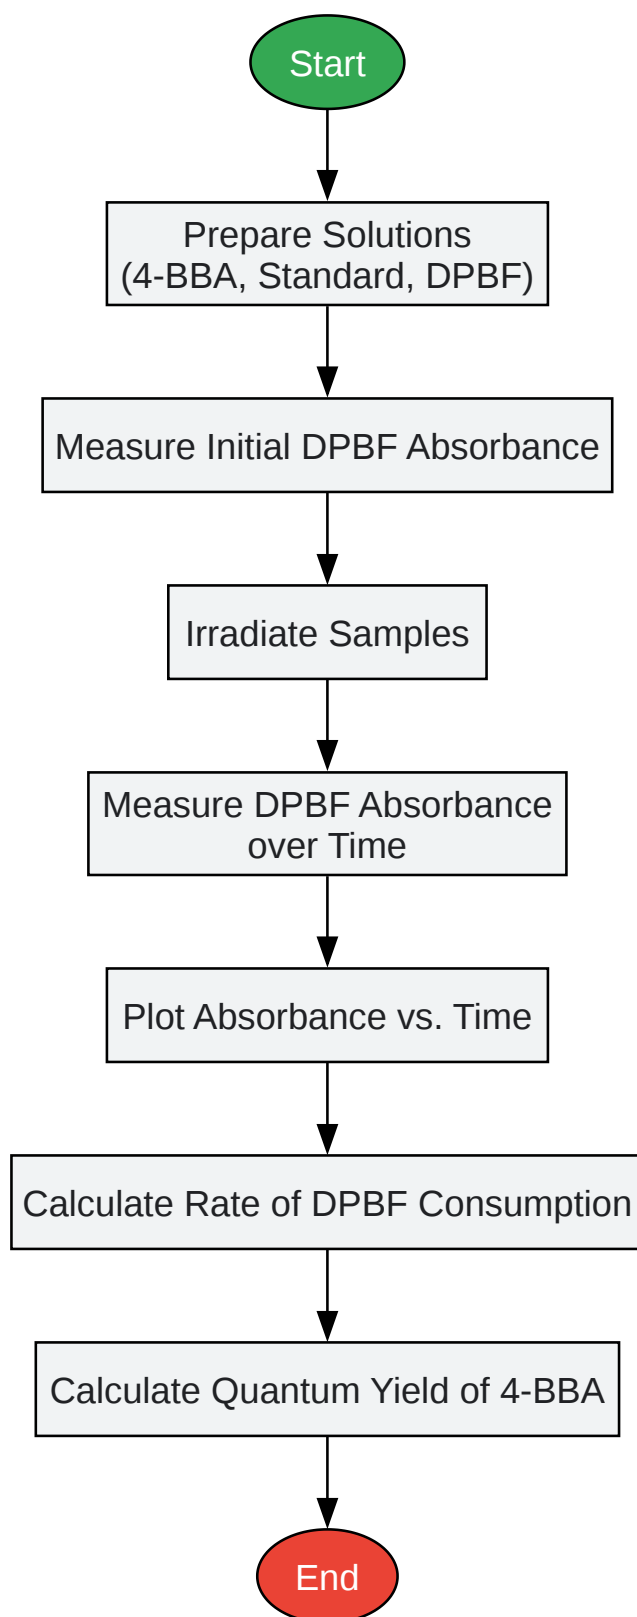 Start
Prepare Solutions
(4-BBA, Standard, DPBF)
Measure Initial DPBF Absorbance
Irradiate Samples
Measure DPBF Absorbance
over Time
Plot Absorbance vs. Time
Calculate Rate of DPBF Consumption
Calculate Quantum Yield of 4-BBA
End